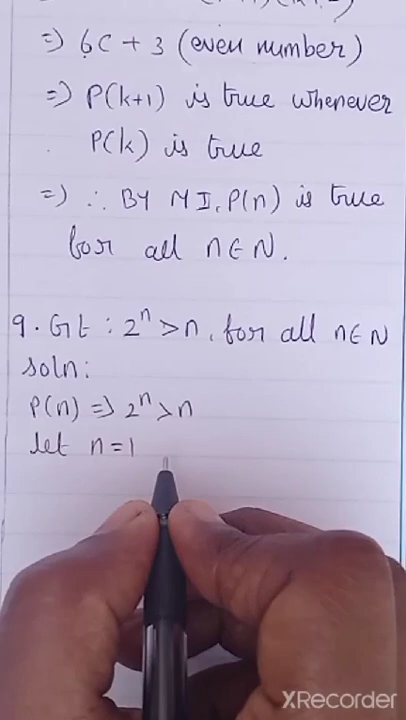 =) 6C + 3 (even number)
=) P(k+1) is true whenever
P(k) is true
=) ∴ BY M I, P(n) is true
for all n∈N.
9. Gt : 2ⁿ>n, for all n∈N
soln:
P(n) => 2ⁿ>n
let n=1
XRecorder